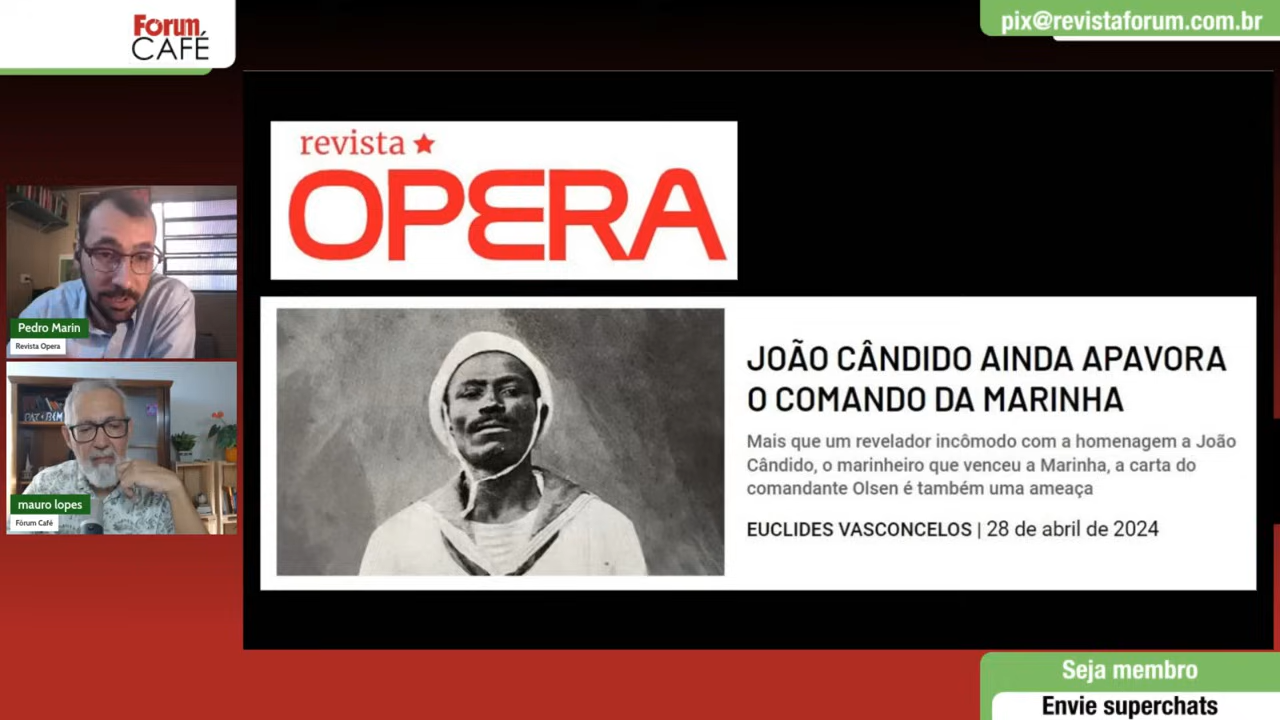 Fórum
CAFÉ
pix@revistaforum.com.br
revista
OPERA
JOÃO CÂNDIDO AINDA APAVORA
O COMANDO DA MARINHA
Mais que um revelador incômodo com a homenagem a João
Cândido, o marinheiro que venceu a Marinha, a carta do
comandante Olsen é também uma ameaça
EUCLIDES VASCONCELOS | 28 de abril de 2024
Pedro Marin
Revista Opera
mauro lopes
Fórum Café
Seja membro
Envie superchats